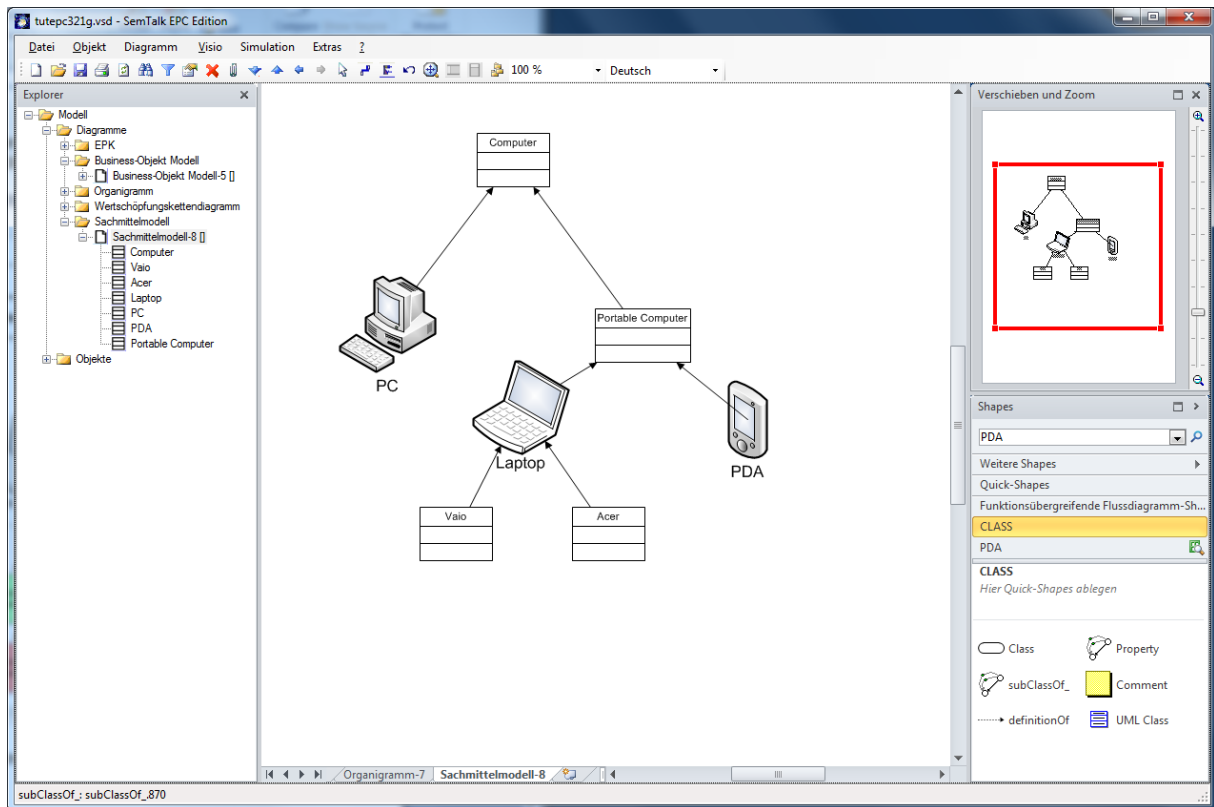 tutepc321g.vsd - SemTalk EPC Edition
Datei Objekt Diagramm Visio Simulation Extras ?
100 % Deutsch
Explorer
Modell
Diagramme
EPK
Business-Objekt Modell
Business-Objekt Modell-5 []
Organigramm
Wertschöpfungskettendiagramm
Sachmittelmodell
Sachmittelmodell-8 []
Computer
Vaio
Acer
Laptop
PC
PDA
Portable Computer
Objekte
Computer
Portable Computer
PC
Laptop
PDA
Vaio
Acer
Organigramm-7 Sachmittelmodell-8
Verschieben und Zoom
Shapes
PDA
Weitere Shapes
Quick-Shapes
Funktionsübergreifende Flussdiagramm-Sh...
CLASS
PDA
CLASS
Hier Quick-Shapes ablegen
Class Property
subClassOf_ Comment
definitionOf UML Class
subClassOf_: subClassOf_.870